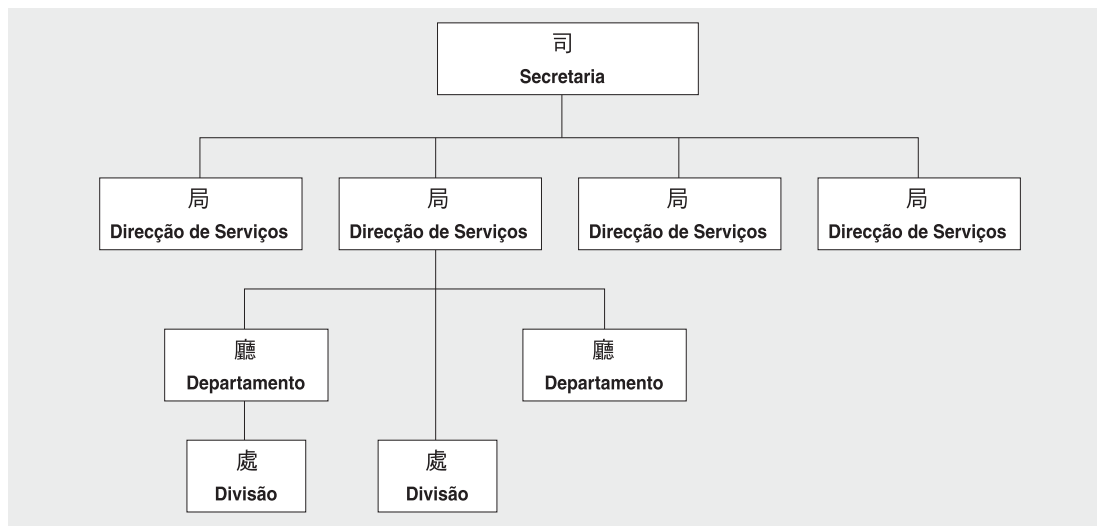 司
Secretaria
局
Direcção de Serviços
局
Direcção de Serviços
局
Direcção de Serviços
局
Direcção de Serviços
廳
Departamento
廳
Departamento
處
Divisão
處
Divisão